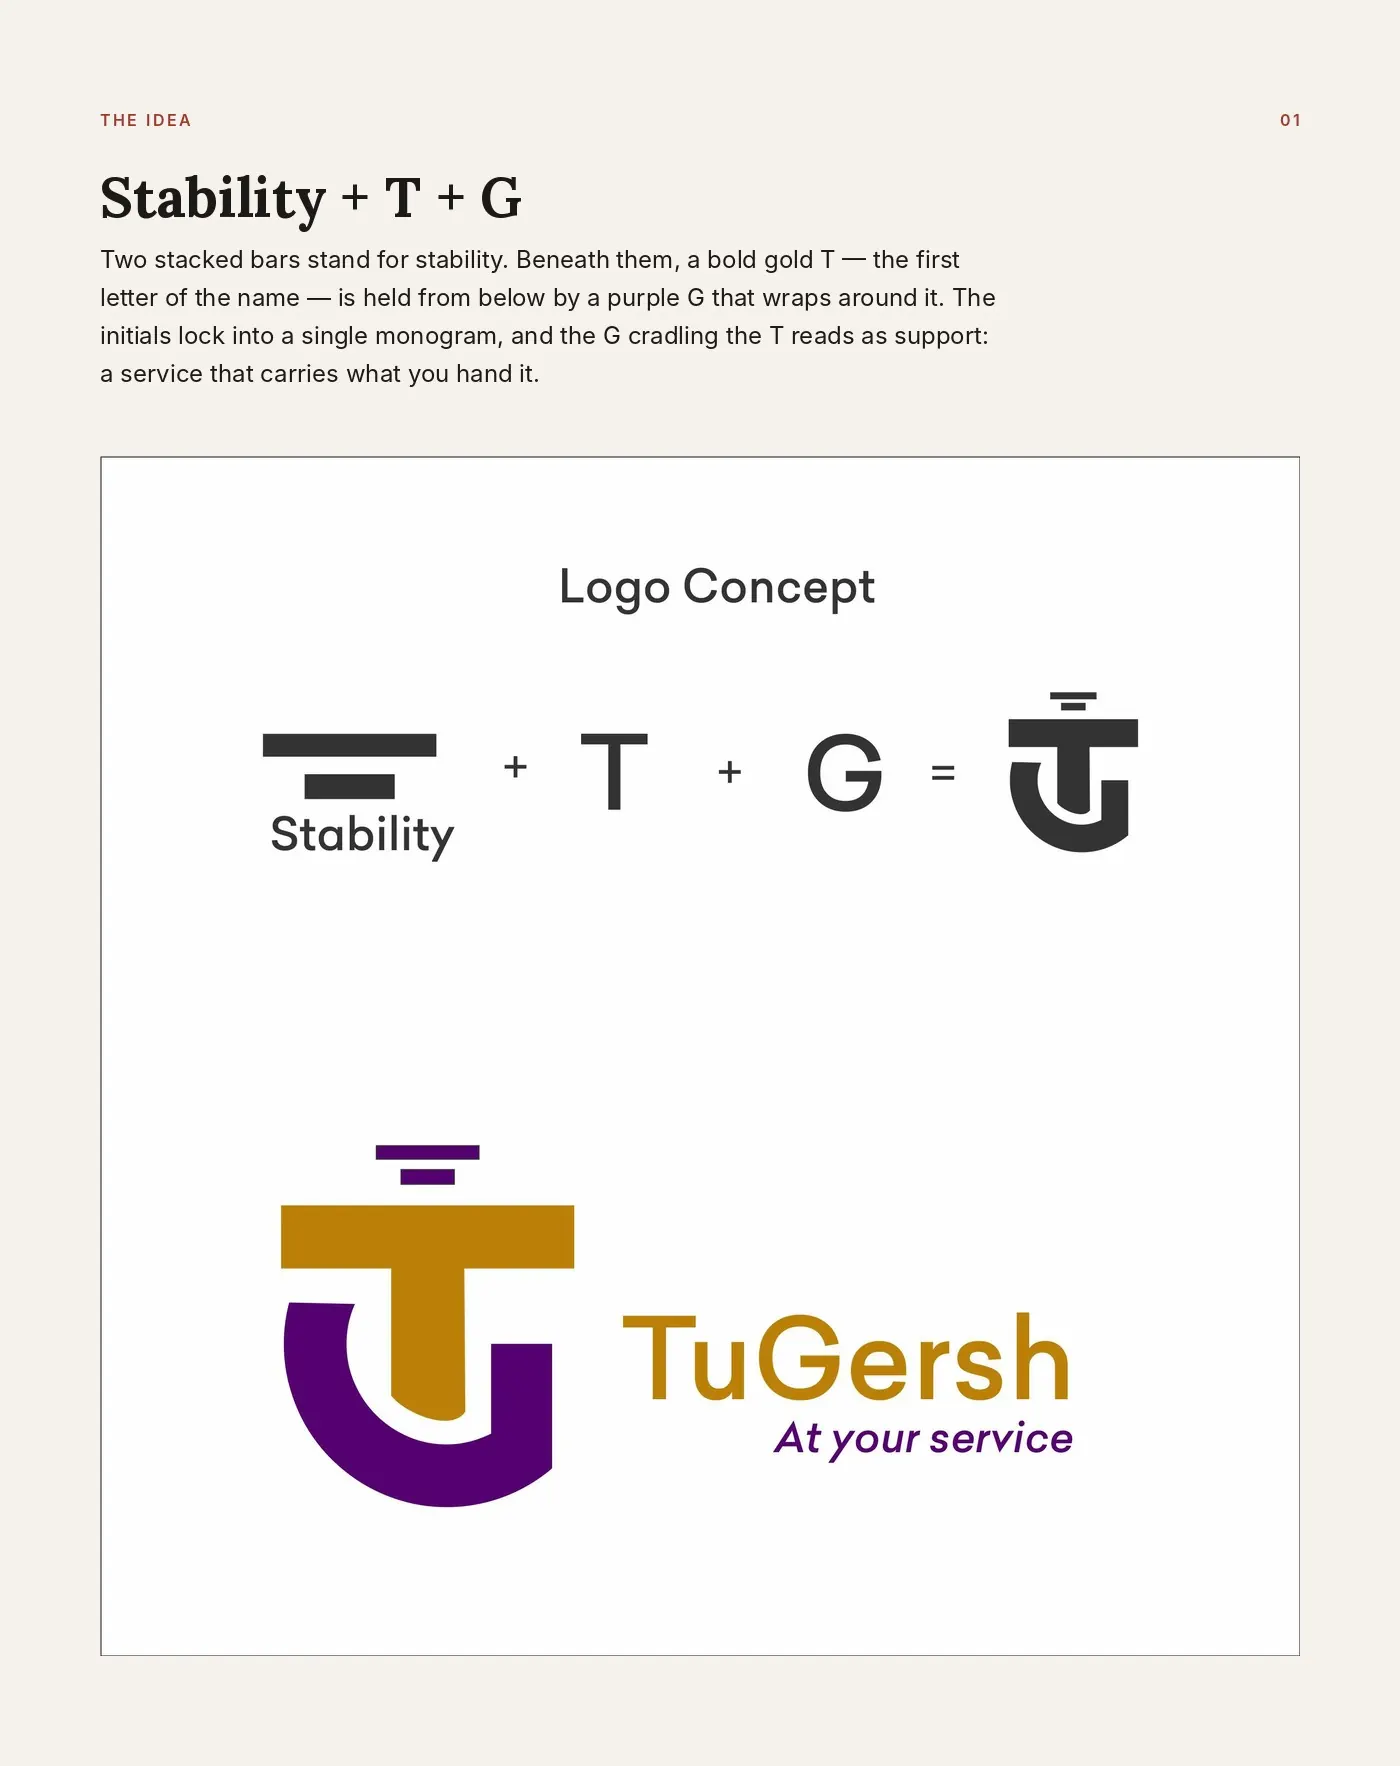 THE IDEA
01
Stability + T + G
Two stacked bars stand for stability. Beneath them, a bold gold T — the first
letter of the name — is held from below by a purple G that wraps around it. The
initials lock into a single monogram, and the G cradling the T reads as support:
a service that carries what you hand it.
Logo Concept
+ T + G =
Stability
TuGersh
At your service